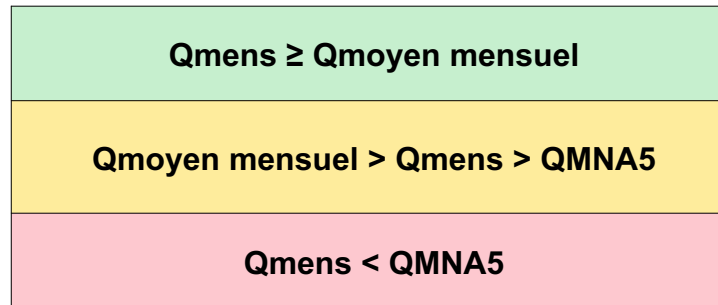 Qmens ≥ Qmoyen mensuel
Qmoyen mensuel > Qmens > QMNA5
Qmens < QMNA5